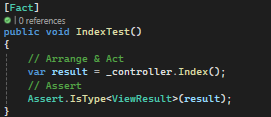 [Fact]
| 0 references
public void IndexTest()
{
// Arrange & Act
var result = _controller.Index();
// Assert
Assert.IsType<ViewResult>(result);
}